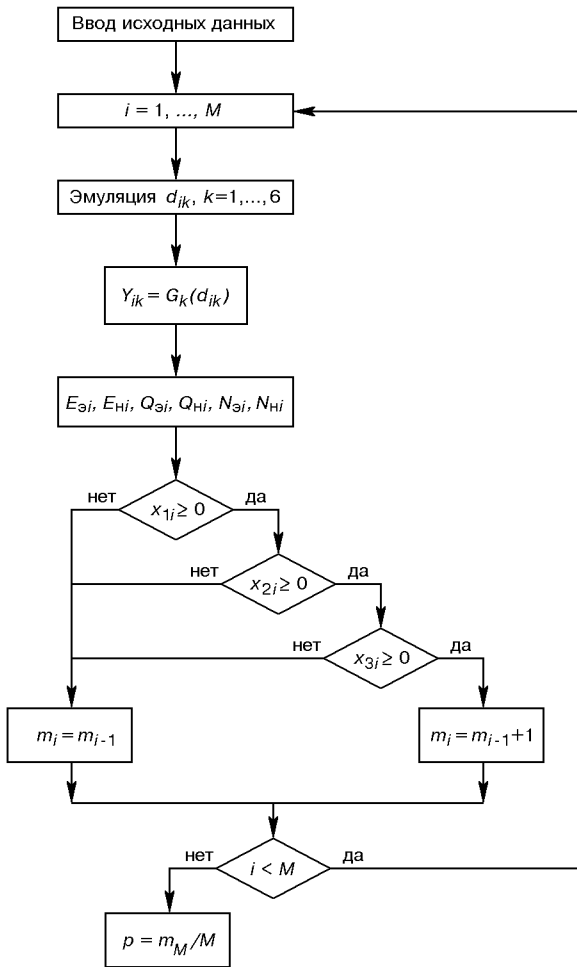 Ввод исходных данных
i = 1, ..., M
Эмуляция d_ik, k=1,...,6
Y_ik = G_k(d_ik)
E_эi, E_нi, Q_эi, Q_нi, N_эi, N_нi
нет
да
x_1i ≥ 0
нет
да
x_2i ≥ 0
нет
да
x_3i ≥ 0
m_i = m_i-1
m_i = m_i-1+1
нет
да
i < M
p = m_M/M